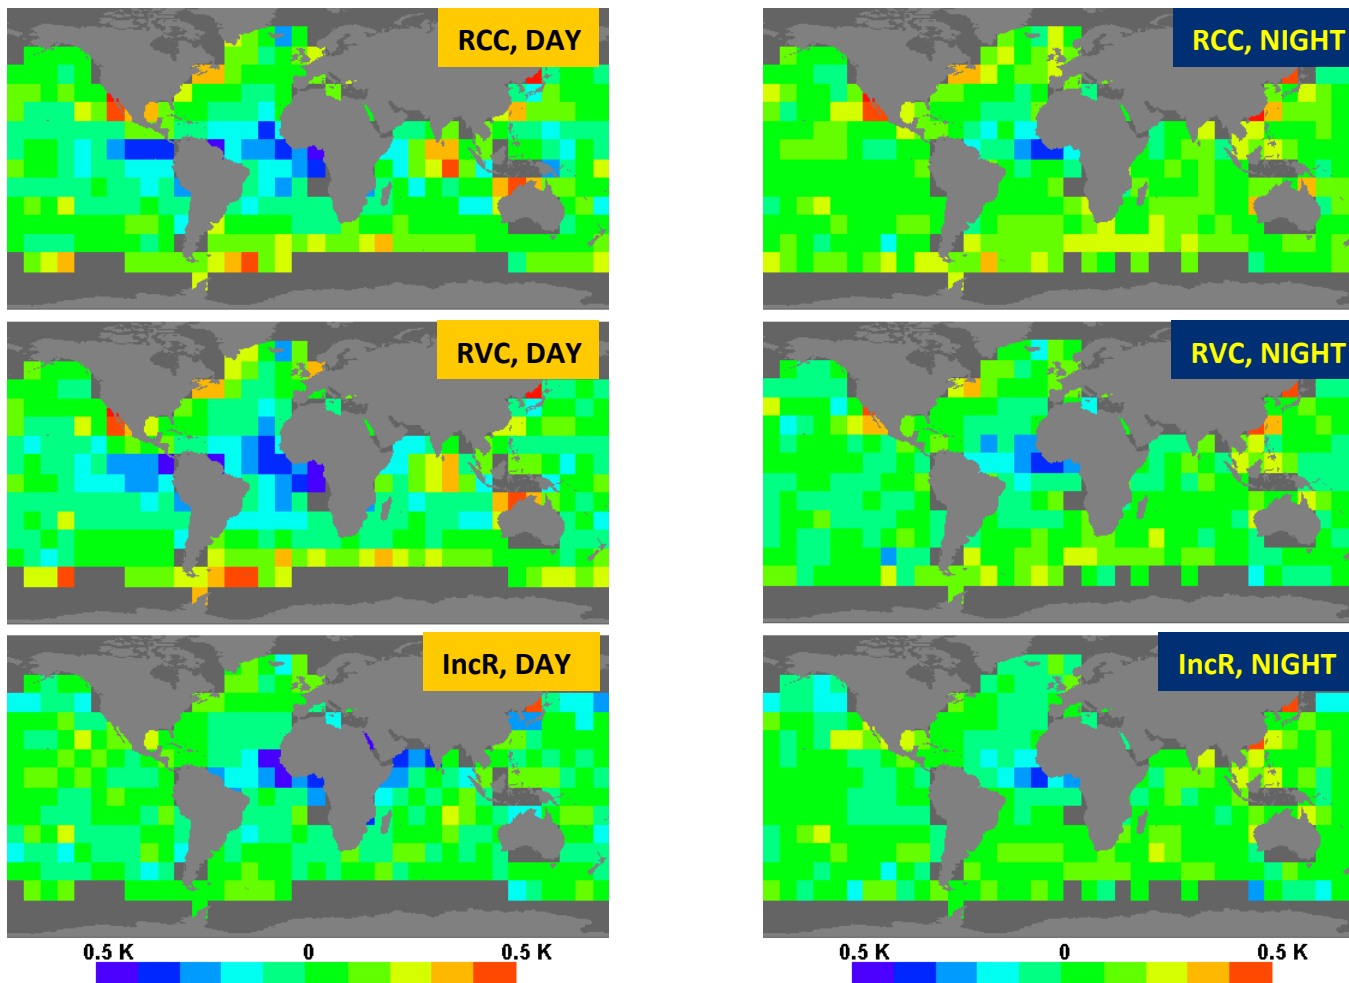 RCC, DAY
RCC, NIGHT
RVC, DAY
RVC, NIGHT
IncR, DAY
IncR, NIGHT
0.5 K 0 0.5 K
0.5 K 0 0.5 K